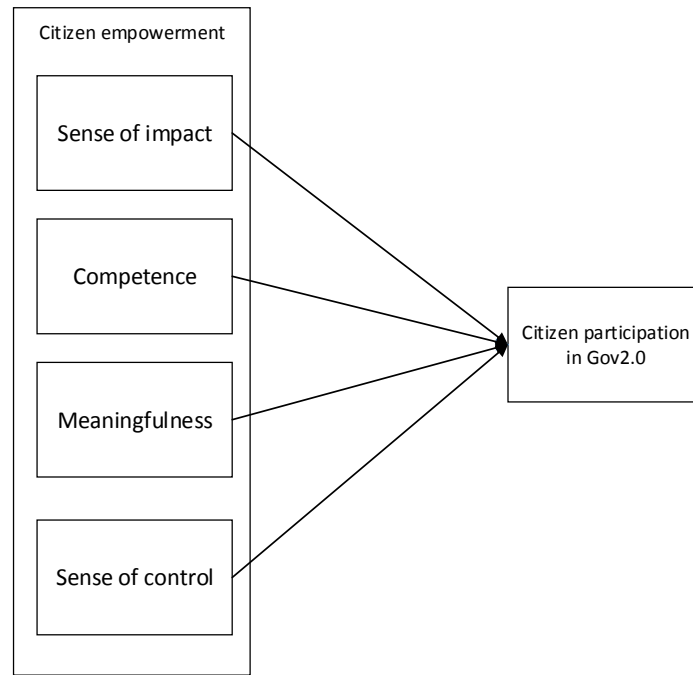 Citizen empowerment
Sense of impact
Competence
Meaningfulness
Sense of control
Citizen participation
in Gov2.0